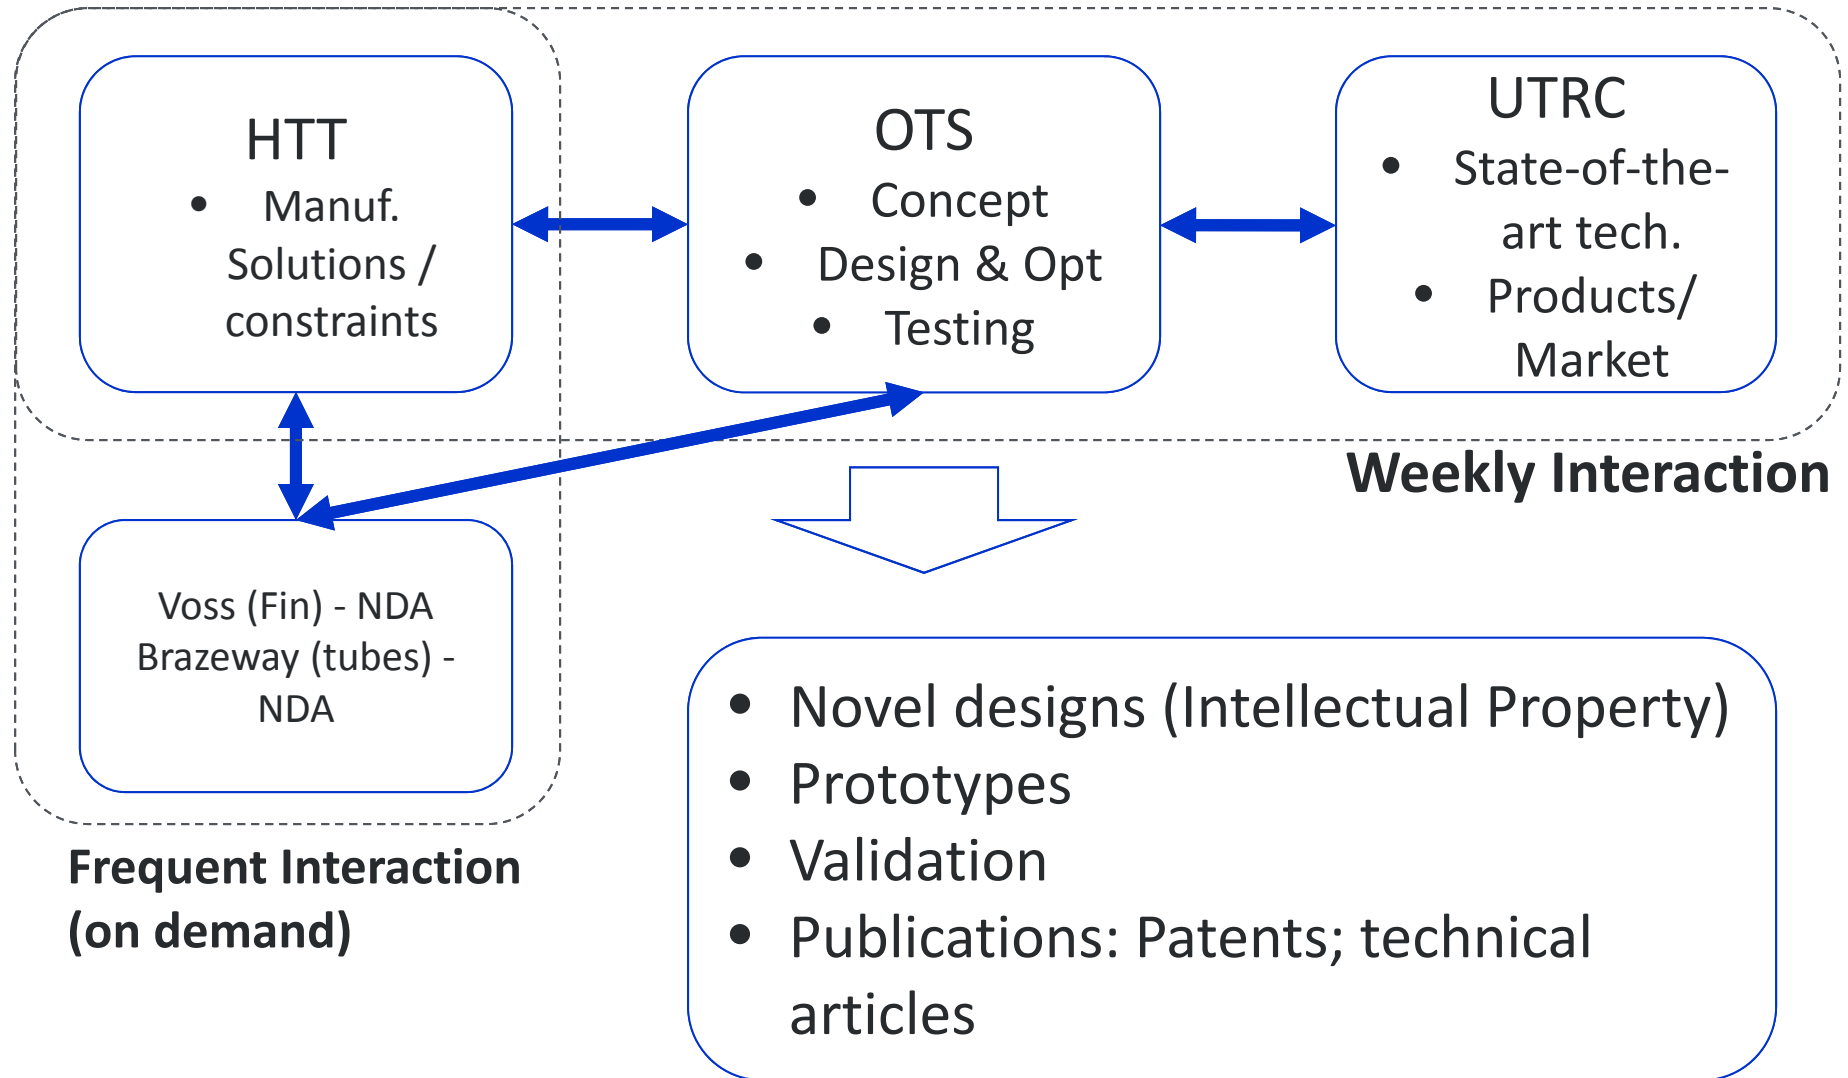 HTT
• Manuf.
Solutions /
constraints
OTS
• Concept
• Design & Opt
• Testing
UTRC
• State-of-the-
art tech.
• Products/
Market
Weekly Interaction
Voss (Fin) - NDA
Brazeway (tubes) -
NDA
Frequent Interaction
(on demand)
• Novel designs (Intellectual Property)
• Prototypes
• Validation
• Publications: Patents; technical
articles